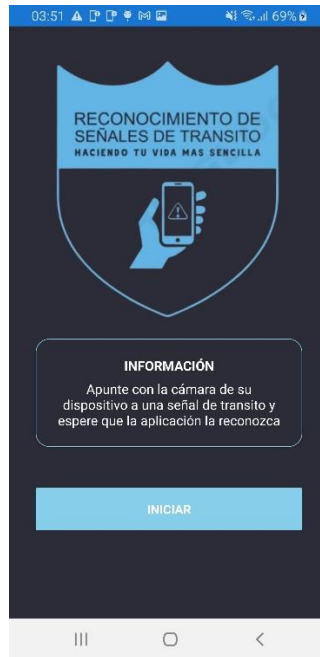 03:51
69%
RECONOCIMIENTO DE
SEÑALES DE TRANSITO
HACIENDO TU VIDA MAS SENCILLA
INFORMACIÓN
Apunte con la cámara de su
dispositivo a una señal de transito y
espere que la aplicación la reconozca
INICIAR